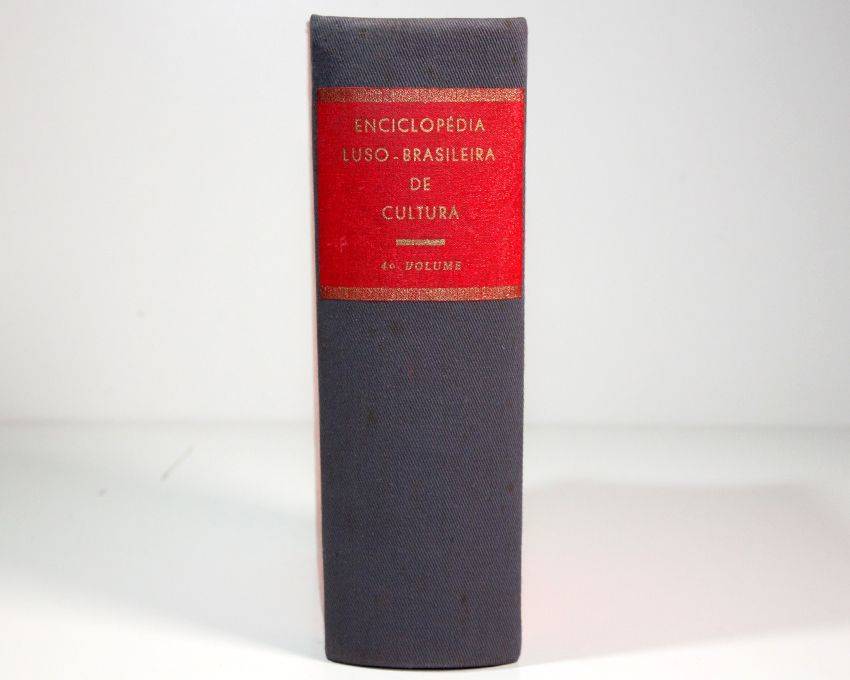 ENCICLOPÉDIA
LUSO-BRASILEIRA
DE
CULTURA
4º VOLUME